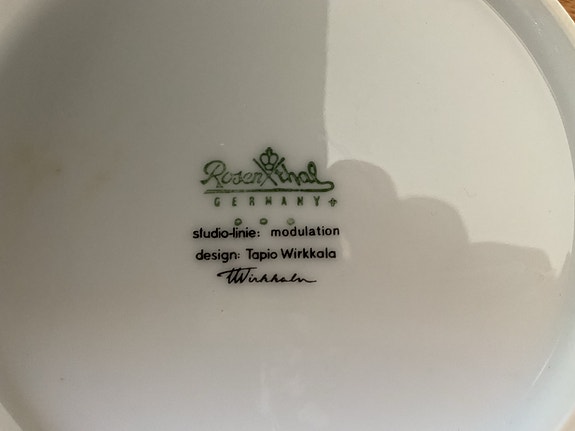 Rosenthal
GERMANY
studio-linie: modulation
design: Tapio Wirkkala
TWirkkala